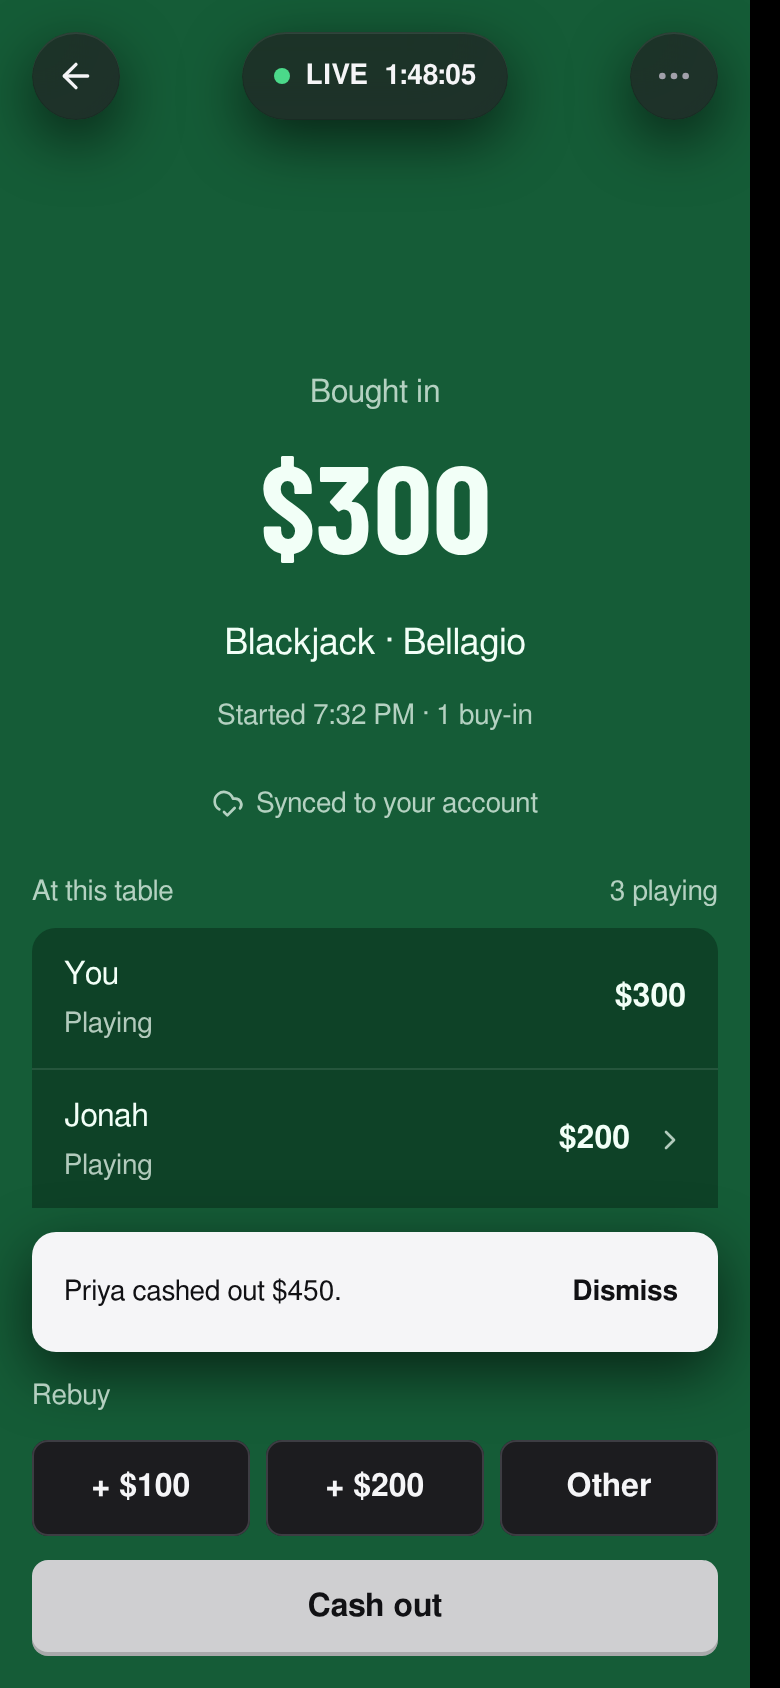 LIVE 1:48:05
Bought in
$300
Blackjack · Bellagio
Started 7:32 PM · 1 buy-in
Synced to your account
At this table
3 playing
You
Playing
$300
Jonah
Playing
$200
Priya cashed out $450.
Dismiss
Rebuy
+ $100
+ $200
Other
Cash out